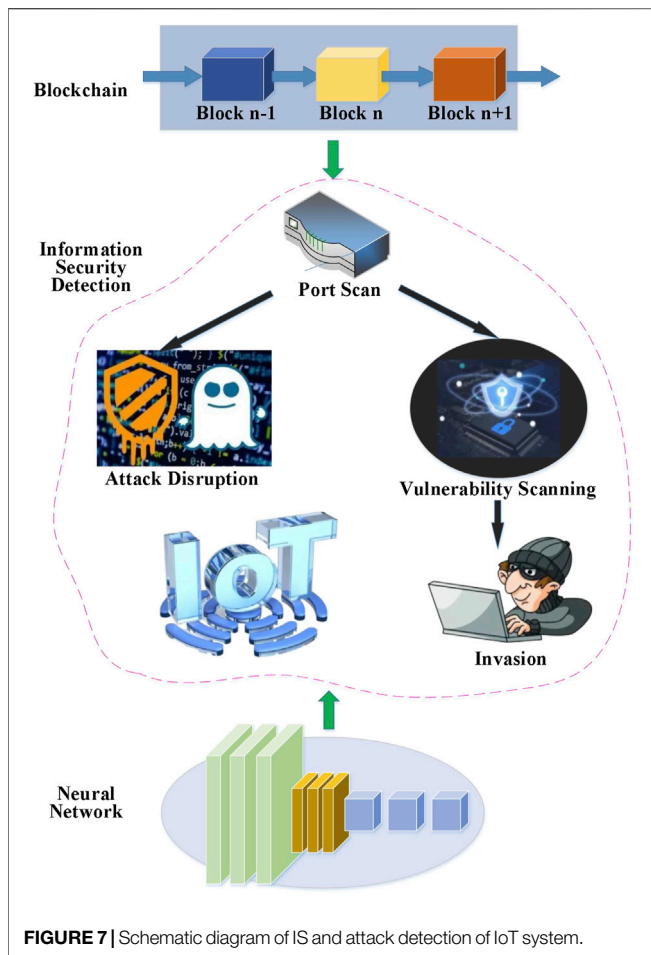 Blockchain
Block n-1
Block n
Block n+1
Information
Security
Detection
Port Scan
Attack Disruption
Vulnerability Scanning
IoT
Invasion
Neural
Network
FIGURE 7 | Schematic diagram of IS and attack detection of IoT system.